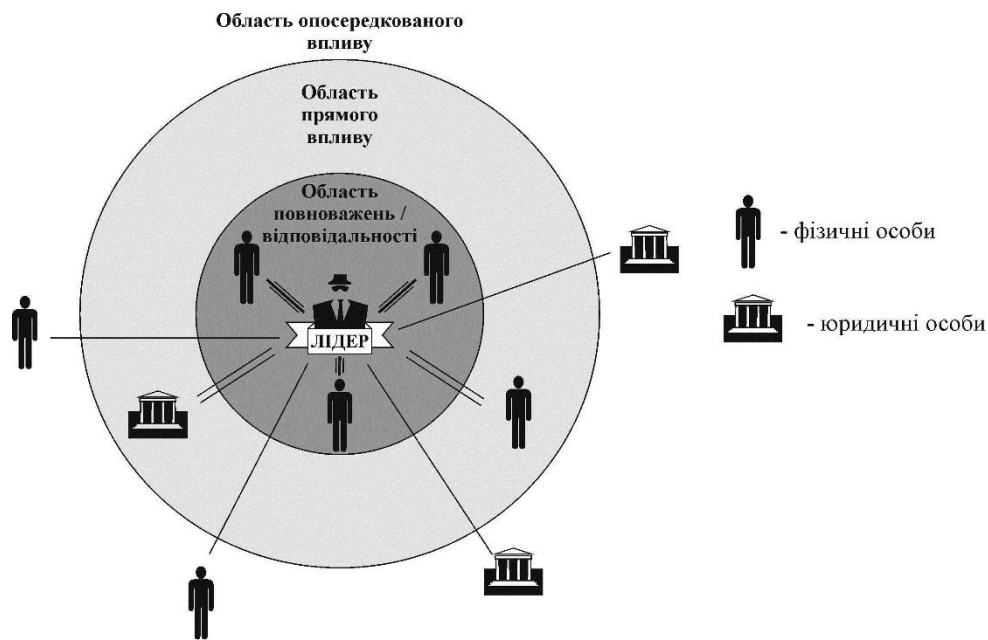 Область опосередкованого
впливу
Область
прямого
впливу
Область
повноважень /
відповідальності
ЛІДЕР
- фізичні особи
- юридичні особи